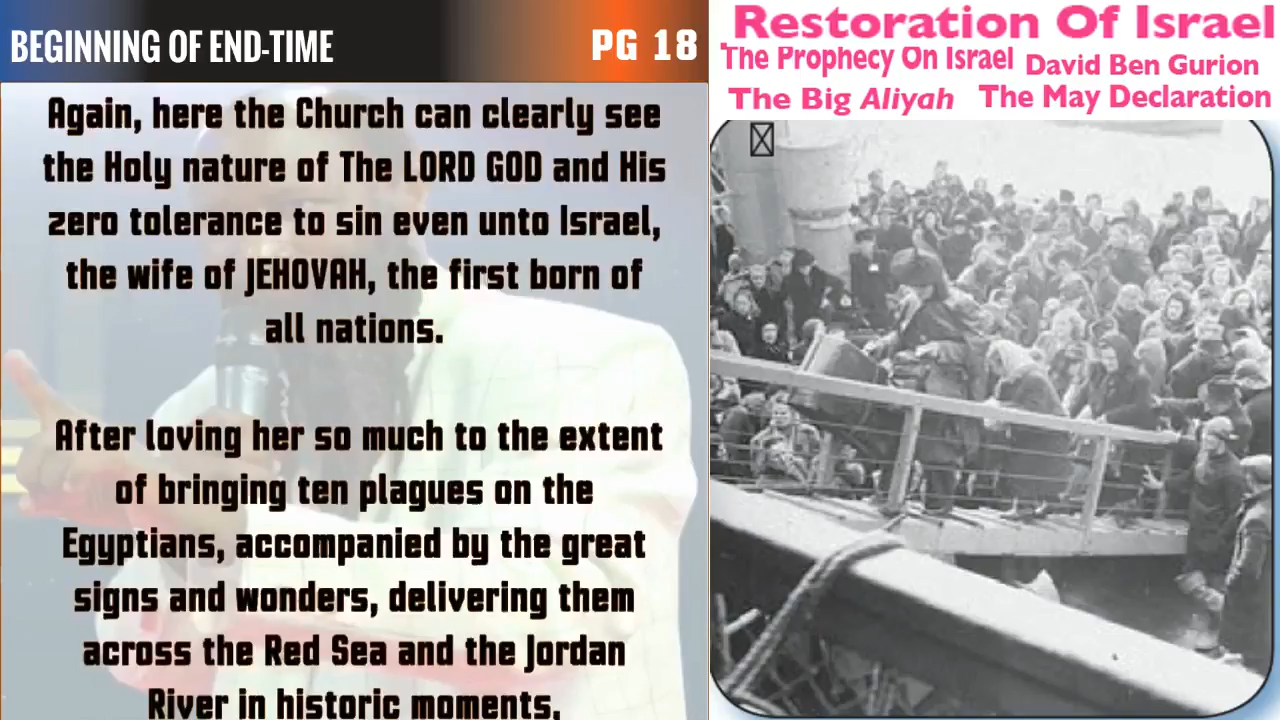 BEGINNING OF END-TIME
PG 18
Again, here the Church can clearly see
the Holy nature of The LORD GOD and His
zero tolerance to sin even unto Israel,
the wife of JEHOVAH, the first born of
all nations.
After loving her so much to the extent
of bringing ten plagues on the
Egyptians, accompanied by the great
signs and wonders, delivering them
across the Red Sea and the Jordan
River in historic moments,
Restoration Of Israel
The Prophecy On Israel David Ben Gurion
The Big Aliyah The May Declaration